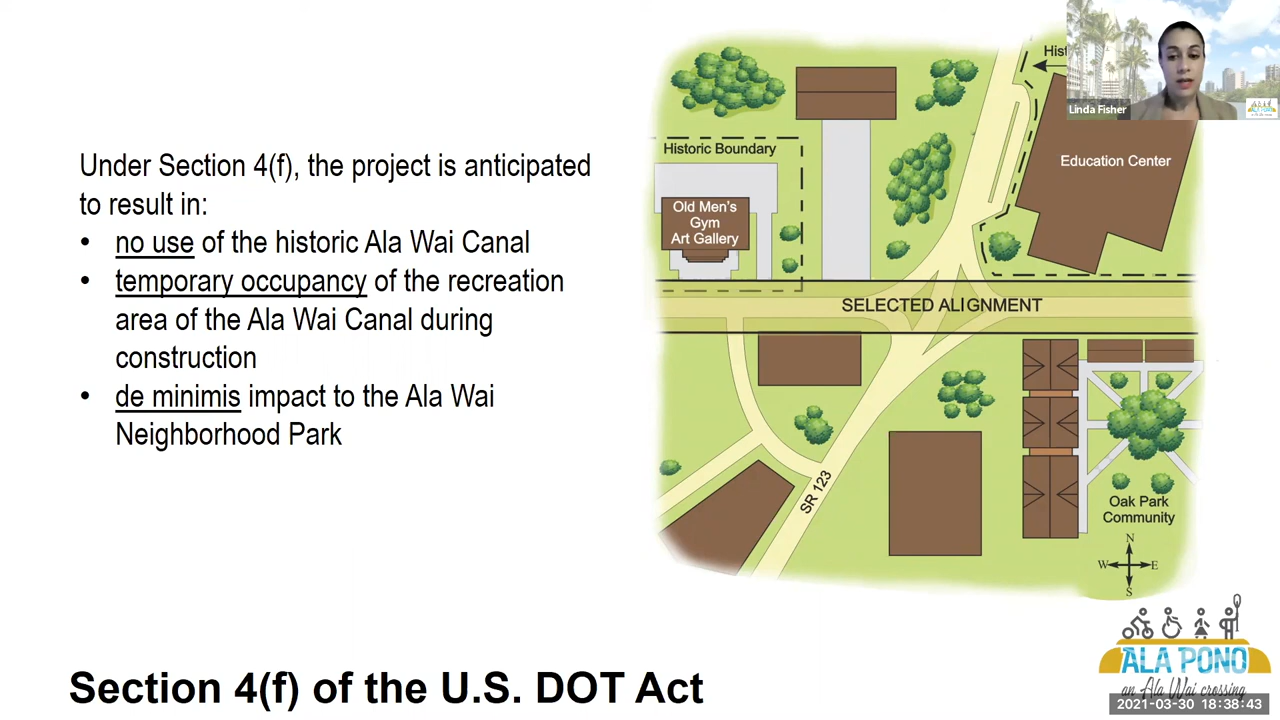 Under Section 4(f), the project is anticipated
to result in:
• no use of the historic Ala Wai Canal
• temporary occupancy of the recreation
area of the Ala Wai Canal during
construction
• de minimis impact to the Ala Wai
Neighborhood Park
Historic Boundary
Old Men's
Gym
Art Gallery
Education Center
SELECTED ALIGNMENT
SR 123
Oak Park
Community
N
W E
S
Linda Fisher
ALA PONO
an Ala Wai crossing
2021-03-30 18:38:43
Section 4(f) of the U.S. DOT Act